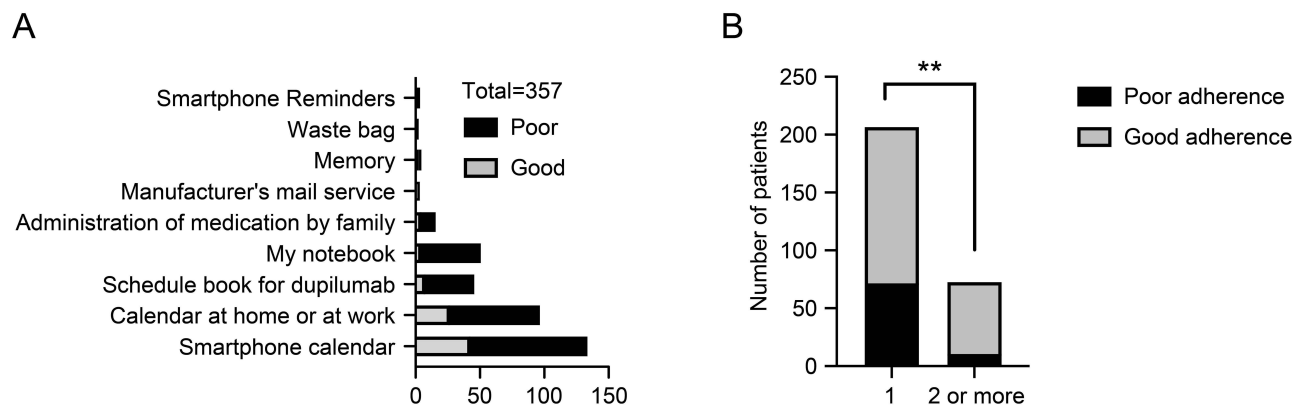 A
Total=357
Poor
Good
Smartphone Reminders
Waste bag
Memory
Manufacturer's mail service
Administration of medication by family
My notebook
Schedule book for dupilumab
Calendar at home or at work
Smartphone calendar
0 50 100 150
B
**
Number of patients
250
200
150
100
50
0
1 2 or more
Poor adherence
Good adherence